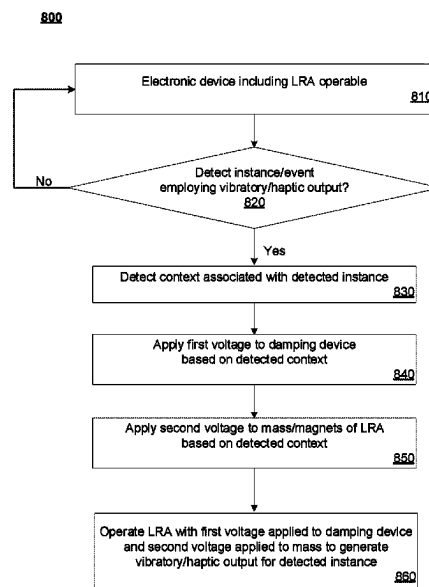 800
Electronic device including LRA operable
810
Detect instance/event
employing vibratory/haptic output?
820
No
Yes
Detect context associated with detected instance
830
Apply first voltage to damping device
based on detected context
840
Apply second voltage to mass/magnets of LRA
based on detected context
850
Operate LRA with first voltage applied to damping device
and second voltage applied to mass to generate
vibratory/haptic output for detected instance
860